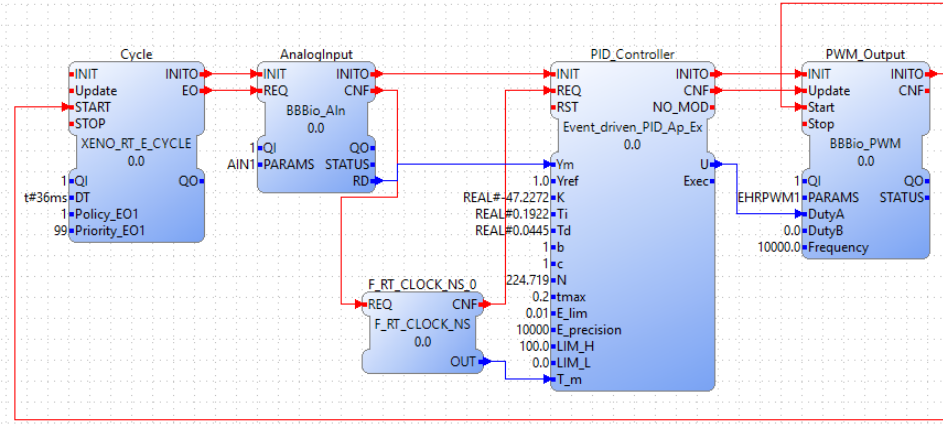 Cycle
INIT INITO
Update EO
START
STOP
XENO_RT_E_CYCLE
0.0
1 QI QO
t#36ms DT
1 Policy_EO1
99 Priority_EO1
AnalogInput
INIT INITO
REQ CNF
BBBio_AIn
0.0
1 QI QO
AIN1 PARAMS STATUS
RD
F_RT_CLOCK_NS_0
REQ CNF
F_RT_CLOCK_NS
0.0
OUT
PID_Controller
INIT INITO
REQ CNF
RST NO_MOD
Event_driven_PID_Ap_Ex
0.0
Ym U
1.0 Yref Exec
REAL#-47.2272 K
REAL#0.1922 Ti
REAL#0.0445 Td
1 b
1 c
224.719 N
0.2 tmax
0.01 E_lim
10000 E_precision
100.0 LIM_H
0.0 LIM_L
T_m
PWM_Output
INIT INITO
Update CNF
Start
Stop
BBBio_PWM
0.0
1 QI QO
EHRPWM1 PARAMS STATUS
DutyA
0.0 DutyB
10000.0 Frequency